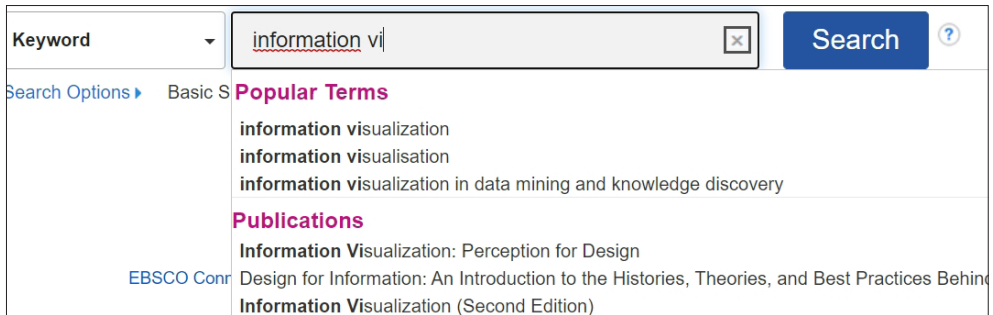 Keyword
information vi
Search
?
Search Options
Basic S
Popular Terms
information visualization
information visualisation
information visualization in data mining and knowledge discovery
Publications
Information Visualization: Perception for Design
EBSCO Conn
Design for Information: An Introduction to the Histories, Theories, and Best Practices Behind
Information Visualization (Second Edition)